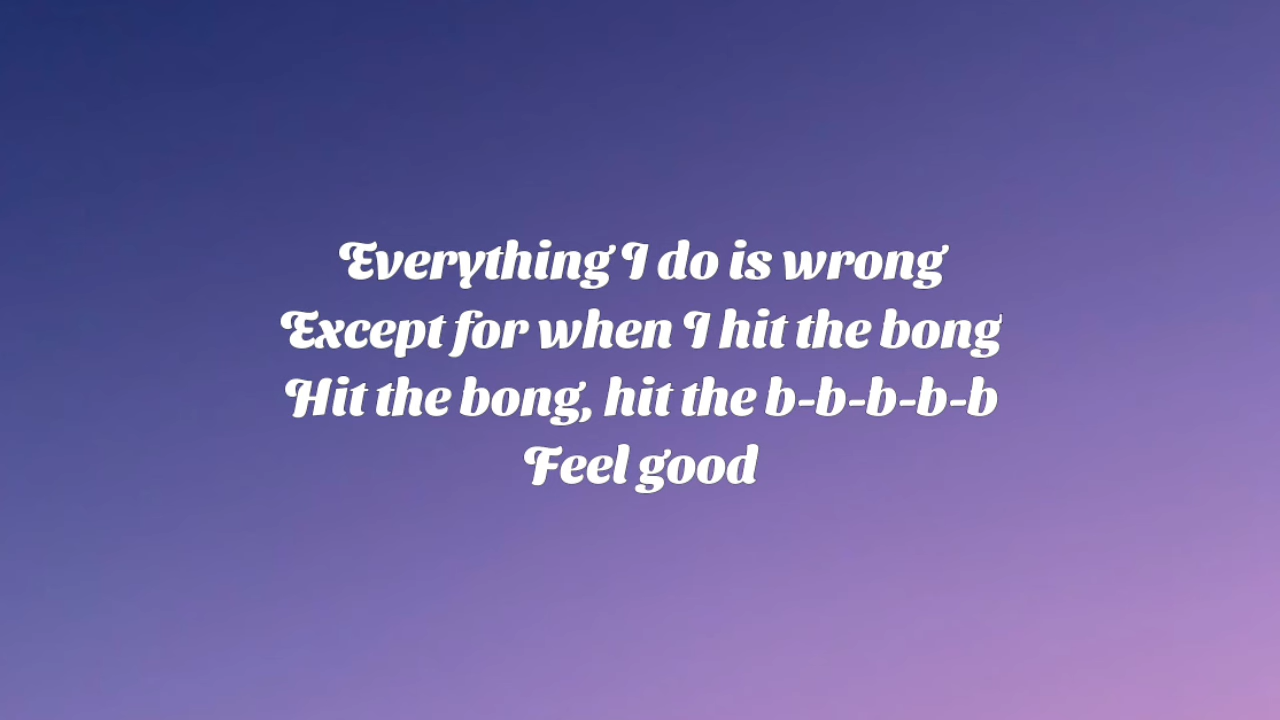 Everything I do is wrong
Except for when I hit the bong
Hit the bong, hit the b-b-b-b-b
Feel good